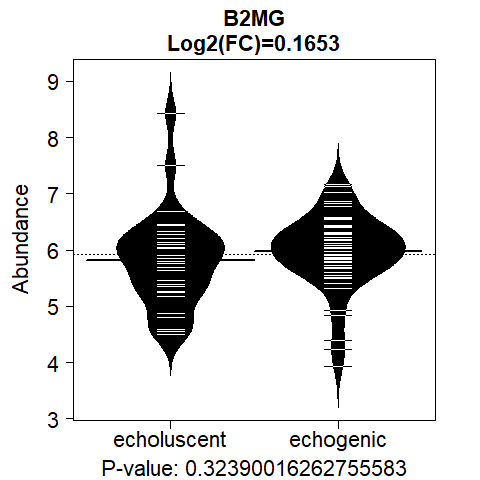 B2MG
Log2(FC)=0.1653
Abundance
9
8
7
6
5
4
3
echoluscent echogenic
P-value: 0.32390016262755583